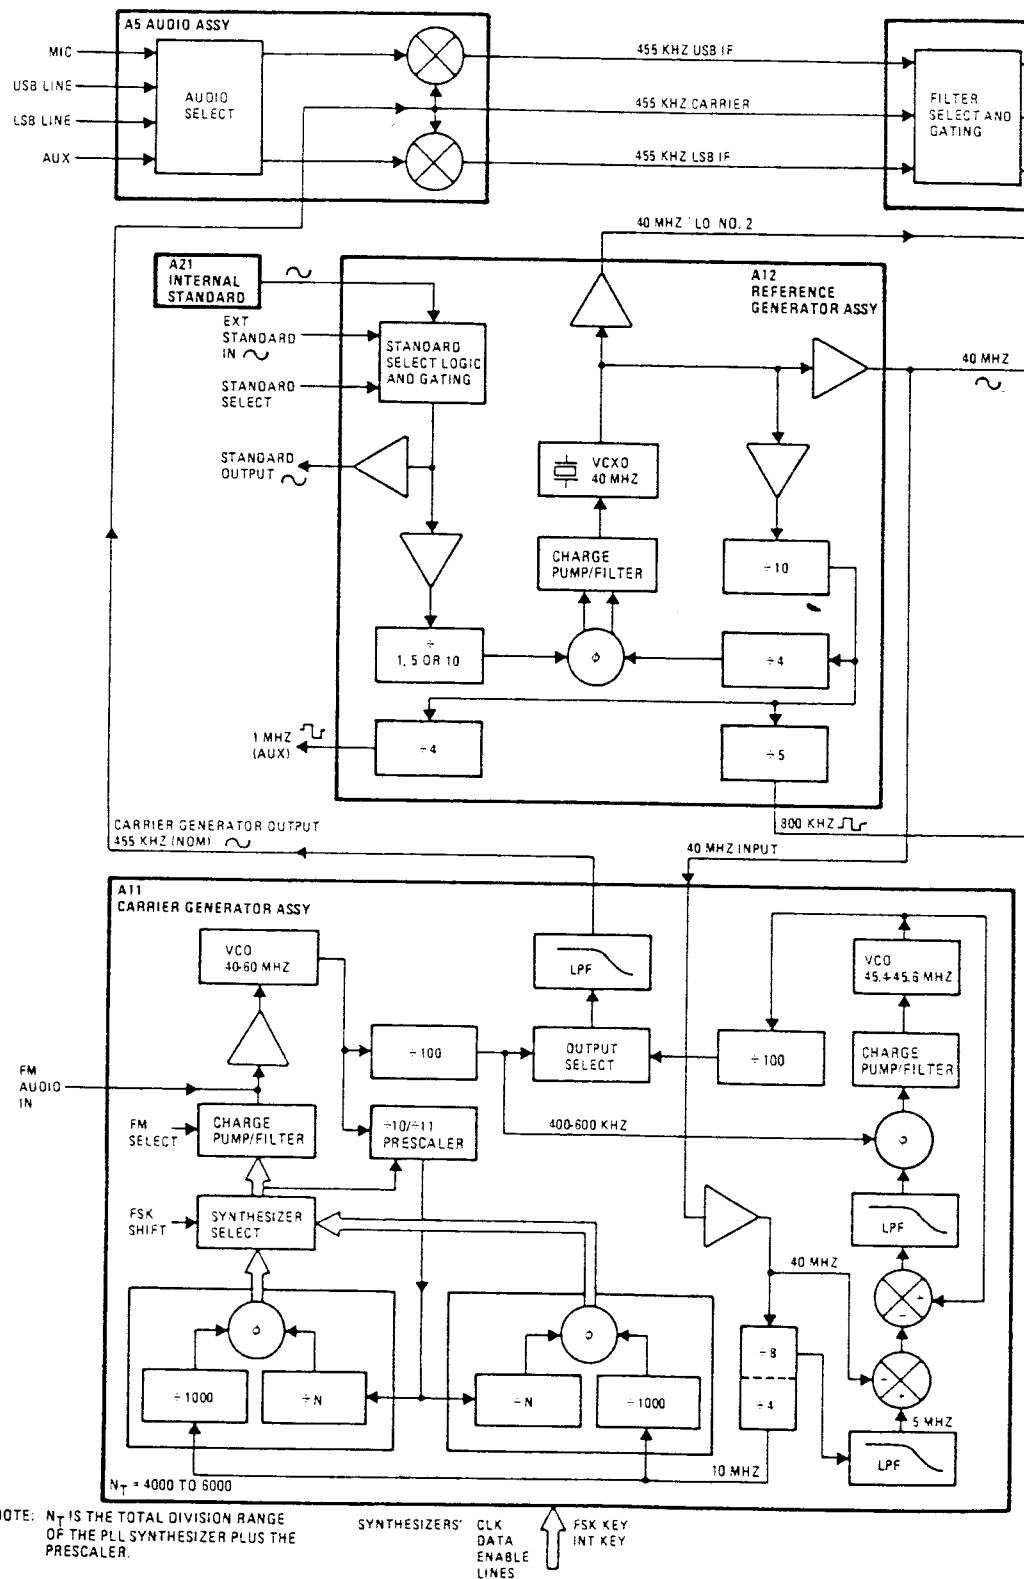 A5 AUDIO ASSY
MIC
USB LINE
LSB LINE
AUX
AUDIO
SELECT
455 KHZ USB IF
455 KHZ CARRIER
455 KHZ LSB IF
FILTER
SELECT AND
GATING
40 MHZ LO NO. 2
A21
INTERNAL
STANDARD
EXT
STANDARD
IN
STANDARD
SELECT
STANDARD
SELECT LOGIC
AND GATING
A12
REFERENCE
GENERATOR ASSY
40 MHZ
STANDARD
OUTPUT
VCXO
40 MHZ
CHARGE
PUMP/FILTER
÷10
÷
1, 5 OR 10
φ
÷4
1 MHZ
(AUX)
÷4
÷5
800 KHZ
CARRIER GENERATOR OUTPUT
455 KHZ (NOM)
40 MHZ INPUT
A11
CARRIER GENERATOR ASSY
VCO
40-60 MHZ
LPF
VCO
45.4-45.6 MHZ
÷100
OUTPUT
SELECT
÷100
CHARGE
PUMP/FILTER
FM
AUDIO
IN
FM
SELECT
CHARGE
PUMP/FILTER
÷10/÷11
PRESCALER
400-600 KHZ
φ
FSK
SHIFT
SYNTHESIZER
SELECT
LPF
40 MHZ
+
−
φ
φ
÷8
÷4
−
+
÷1000
÷N
÷N
÷1000
5 MHZ
LPF
10 MHZ
NT = 4000 TO 6000
NOTE: NT IS THE TOTAL DIVISION RANGE
OF THE PLL SYNTHESIZER PLUS THE
PRESCALER.
SYNTHESIZERS' CLK
DATA
ENABLE
LINES
FSK KEY
INT KEY